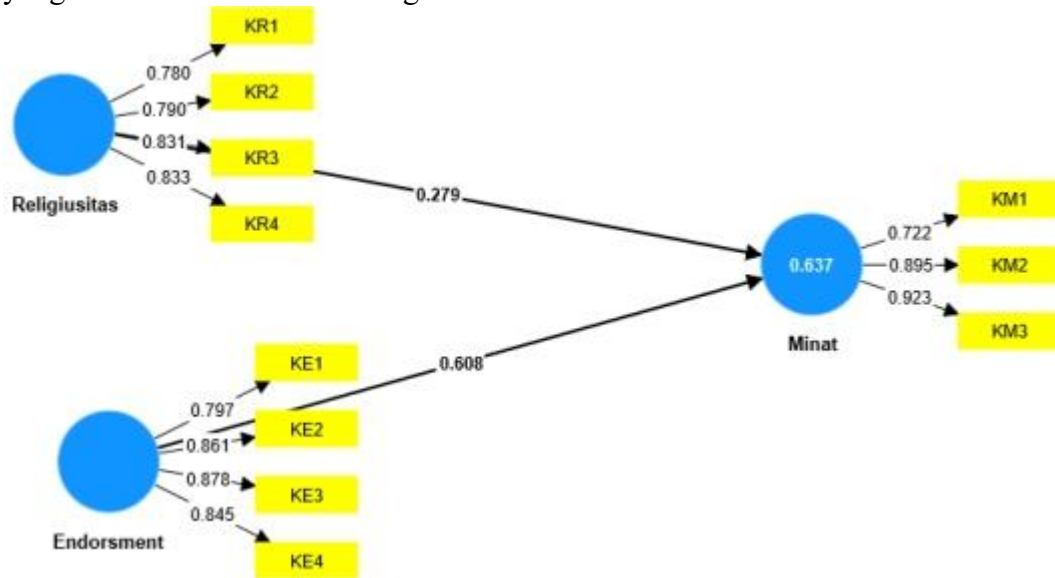 KR1
0.780
KR2
0.790
0.831
KR3
0.833
Religiusitas
KR4
0.279
KM1
0.722
0.637
0.895
KM2
0.923
KM3
Minat
0.608
KE1
0.797
KE2
0.861
0.878
KE3
0.845
Endorsment
KE4